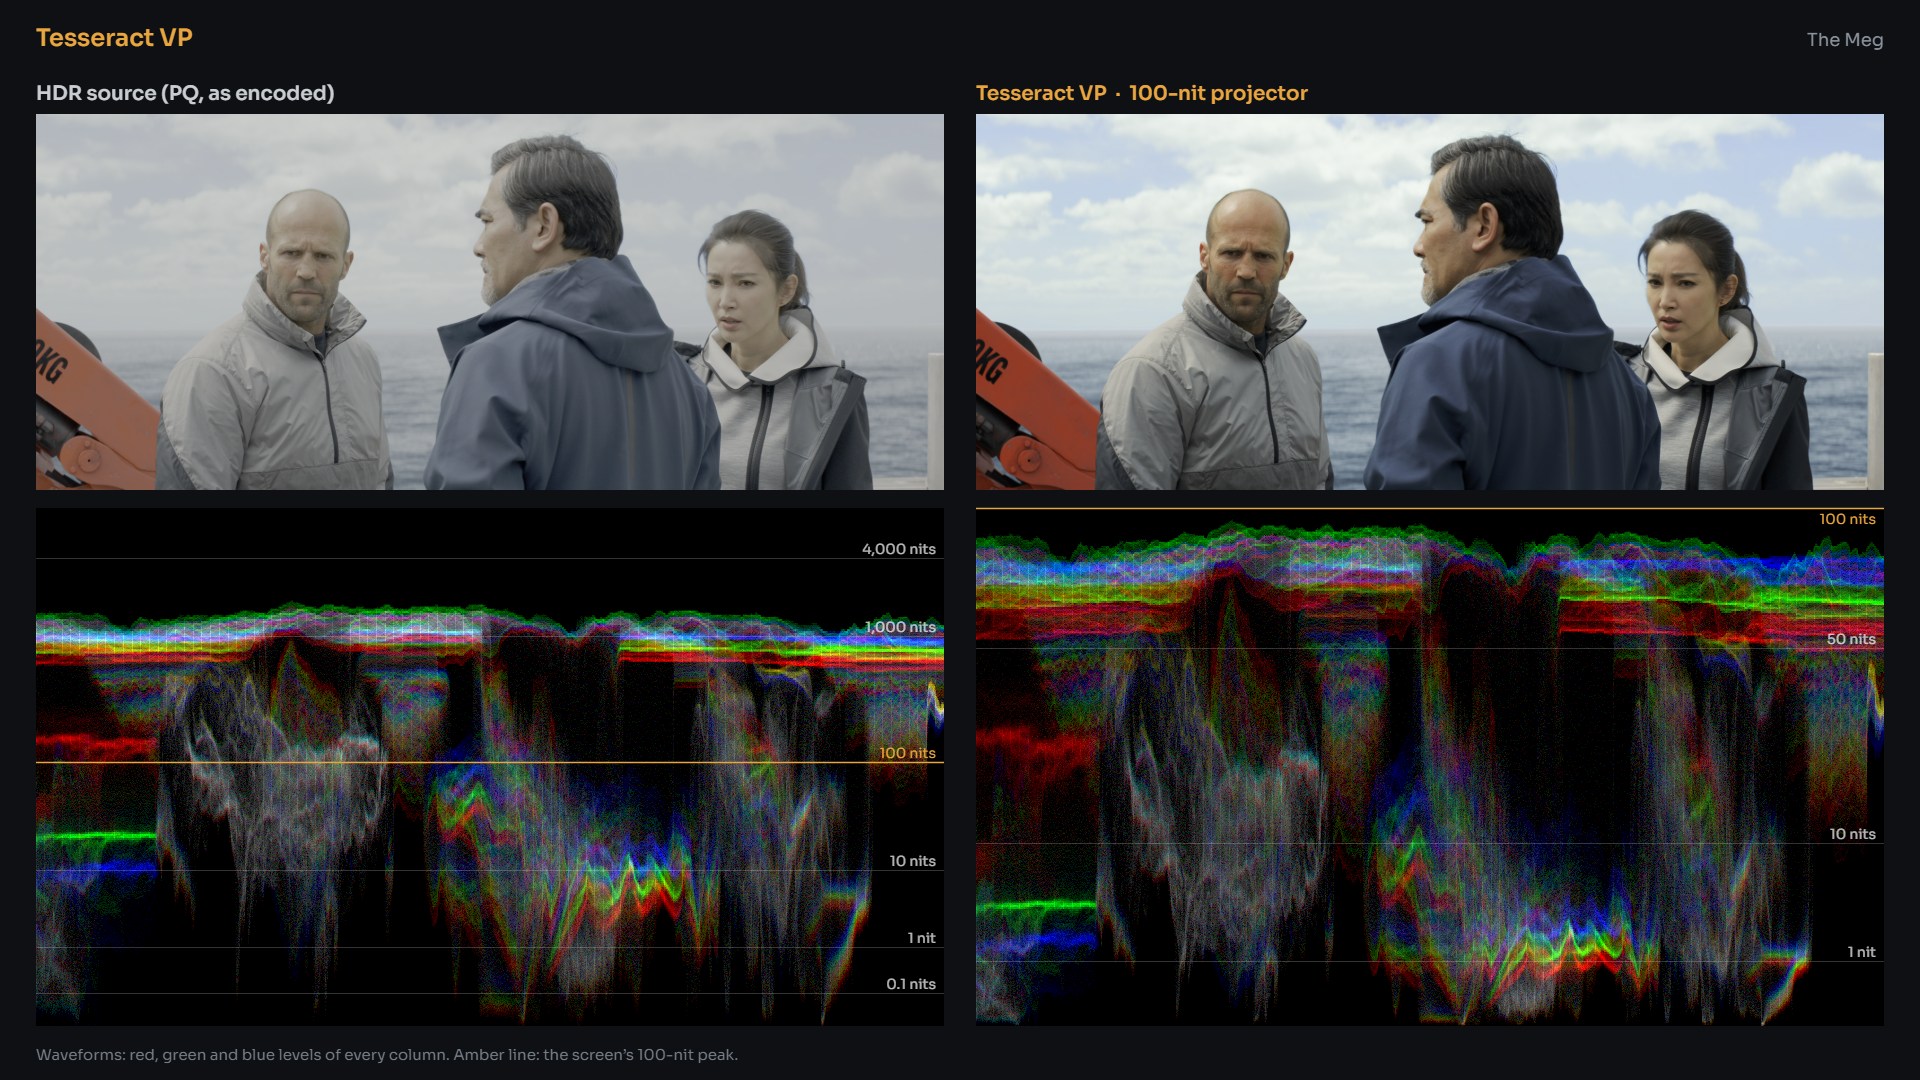 Tesseract VP
The Meg
HDR source (PQ, as encoded)
Tesseract VP · 100-nit projector
0KG
0KG
4,000 nits
1,000 nits
100 nits
10 nits
1 nit
0.1 nits
100 nits
50 nits
10 nits
1 nit
Waveforms: red, green and blue levels of every column. Amber line: the screen's 100-nit peak.